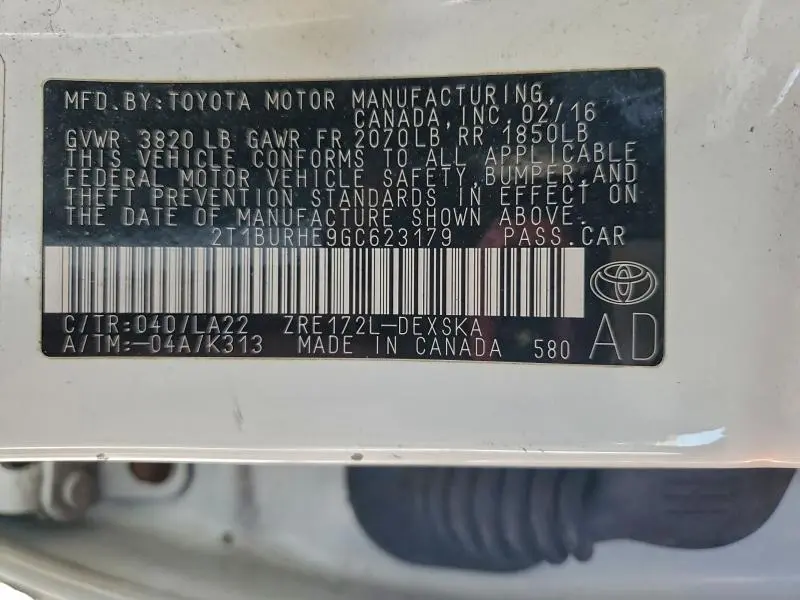 MFD.BY:TOYOTA MOTOR MANUFACTURING,
CANADA, INC. 02/16
GVWR 3820 LB GAWR FR 2070LB RR 1850LB
THIS VEHICLE CONFORMS TO ALL APPLICABLE
FEDERAL MOTOR VEHICLE SAFETY, BUMPER, AND
THEFT PREVENTION STANDARDS IN EFFECT ON
THE DATE OF MANUFACTURE SHOWN ABOVE.
2T1BURHE9GC623179 PASS.CAR
C/TR:040/LA22 ZRE172L-DEXSKA
A/TM:-04A/K313 MADE IN CANADA 580 AD